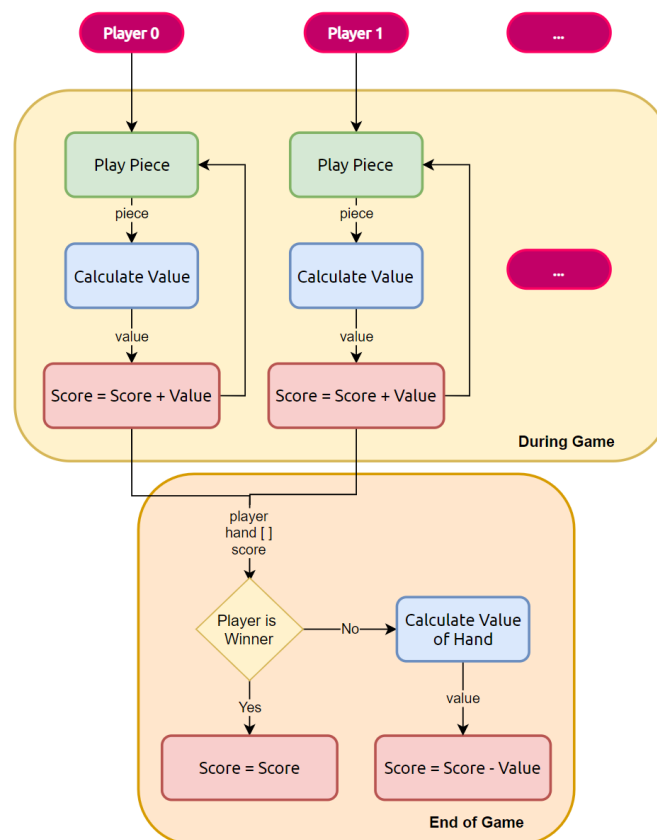 Player 0
Player 1
...
Play Piece
Play Piece
piece
piece
Calculate Value
Calculate Value
...
value
value
Score = Score + Value
Score = Score + Value
During Game
player
hand [ ]
score
Player is
Winner
No
Calculate Value
of Hand
Yes
value
Score = Score
Score = Score - Value
End of Game